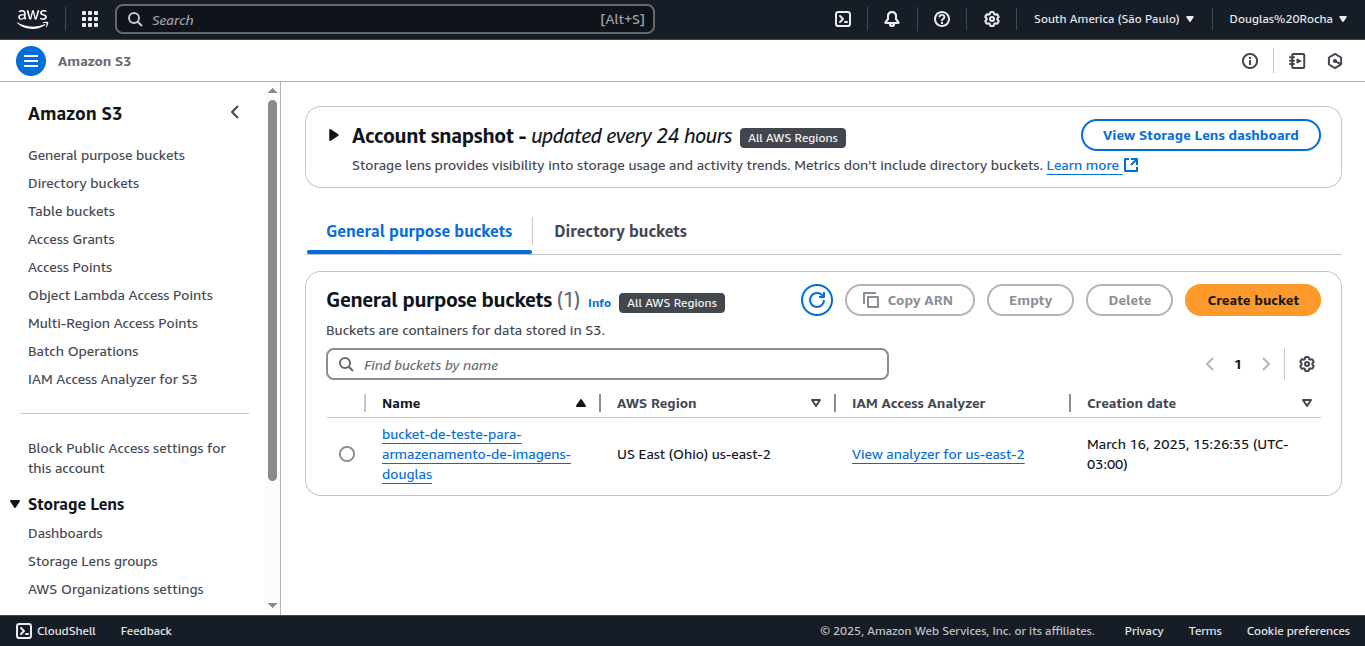 aws
Search [Alt+S]
South America (São Paulo)
Douglas%20Rocha
Amazon S3
Amazon S3
General purpose buckets
Directory buckets
Table buckets
Access Grants
Access Points
Object Lambda Access Points
Multi-Region Access Points
Batch Operations
IAM Access Analyzer for S3
Block Public Access settings for
this account
Storage Lens
Dashboards
Storage Lens groups
AWS Organizations settings
Account snapshot - updated every 24 hours All AWS Regions
View Storage Lens dashboard
Storage lens provides visibility into storage usage and activity trends. Metrics don't include directory buckets. Learn more
General purpose buckets
Directory buckets
General purpose buckets (1) Info All AWS Regions
Copy ARN
Empty
Delete
Create bucket
Buckets are containers for data stored in S3.
Find buckets by name
1
Name
AWS Region
IAM Access Analyzer
Creation date
bucket-de-teste-para-
armazenamento-de-imagens-
douglas
US East (Ohio) us-east-2
View analyzer for us-east-2
March 16, 2025, 15:26:35 (UTC-
03:00)
CloudShell
Feedback
© 2025, Amazon Web Services, Inc. or its affiliates.
Privacy
Terms
Cookie preferences